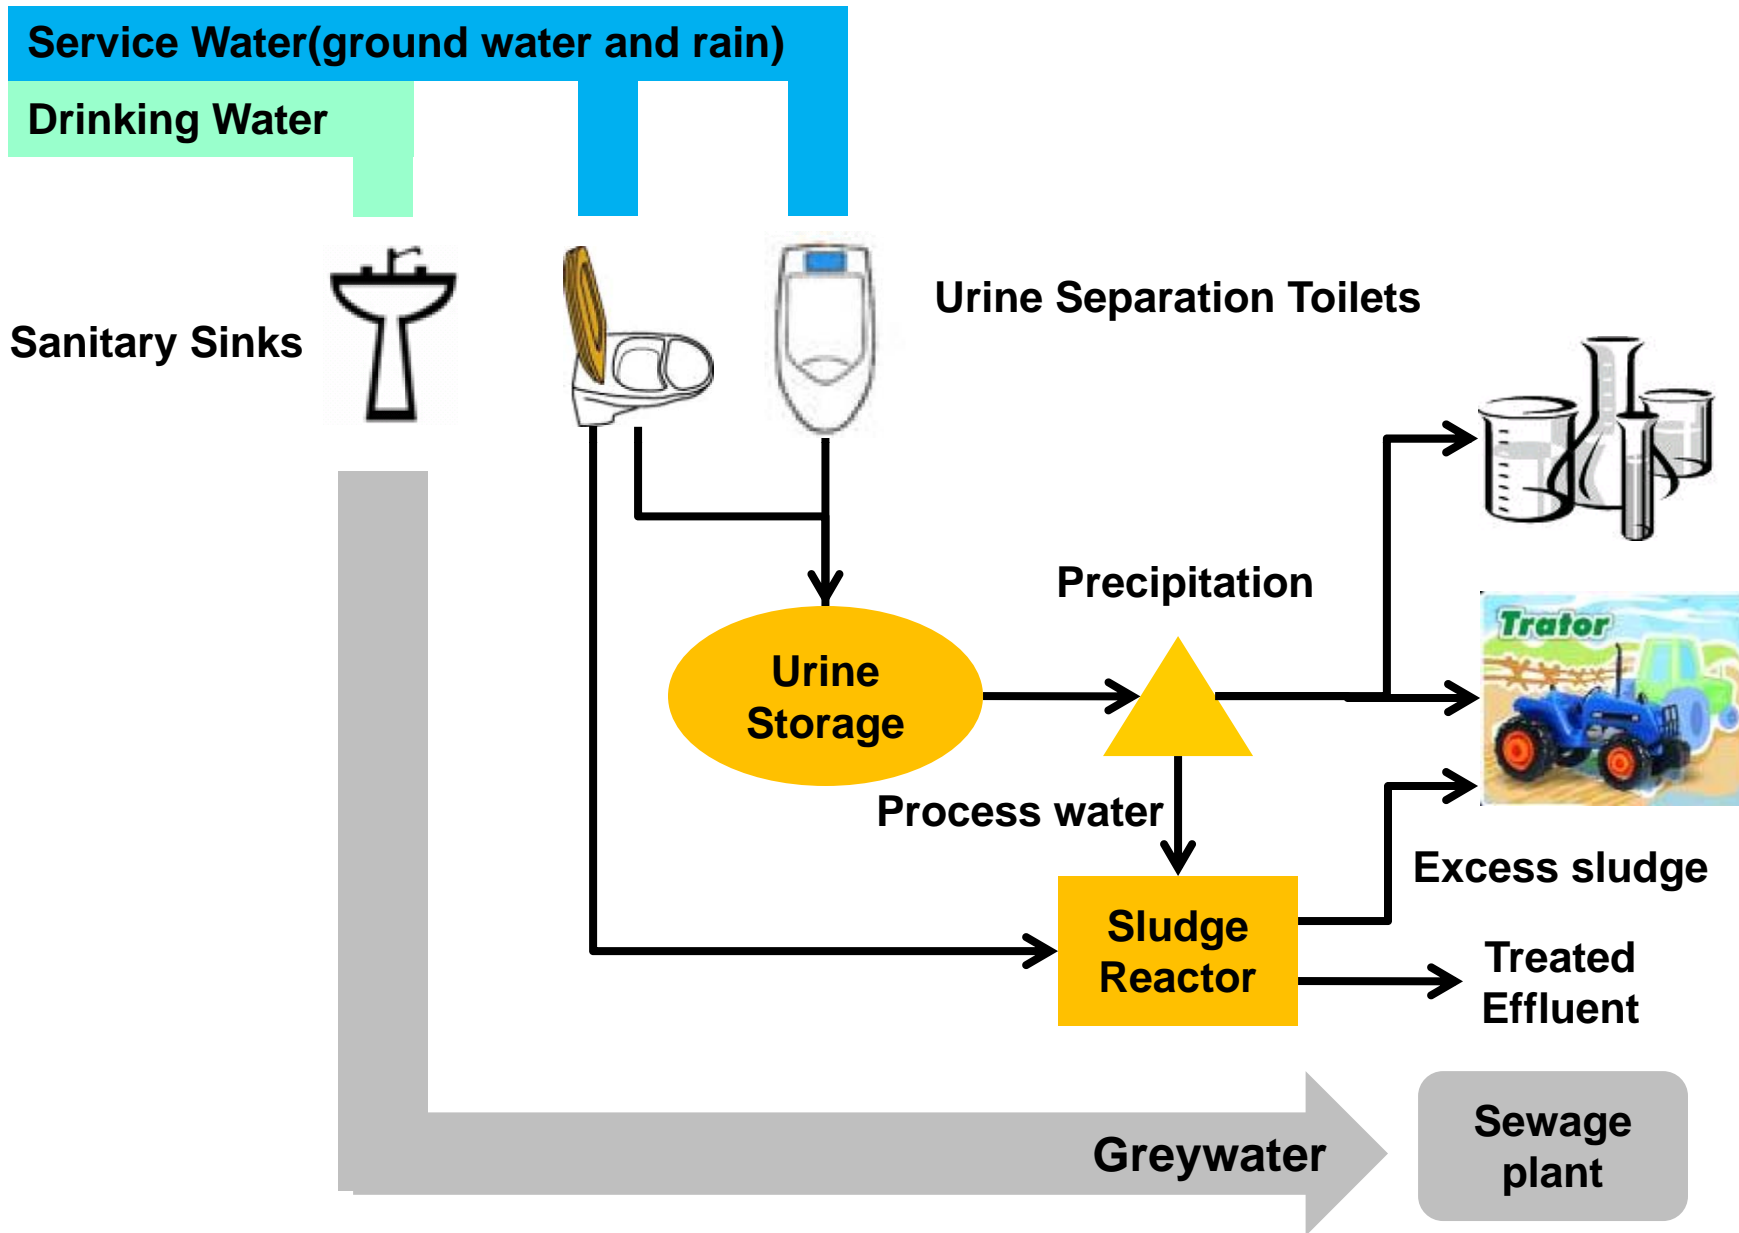 Service Water(ground water and rain)
Drinking Water
Sanitary Sinks
Urine Separation Toilets
Precipitation
Trator
Urine
Storage
Process water
Excess sludge
Sludge
Reactor
Treated
Effluent
Greywater
Sewage
plant